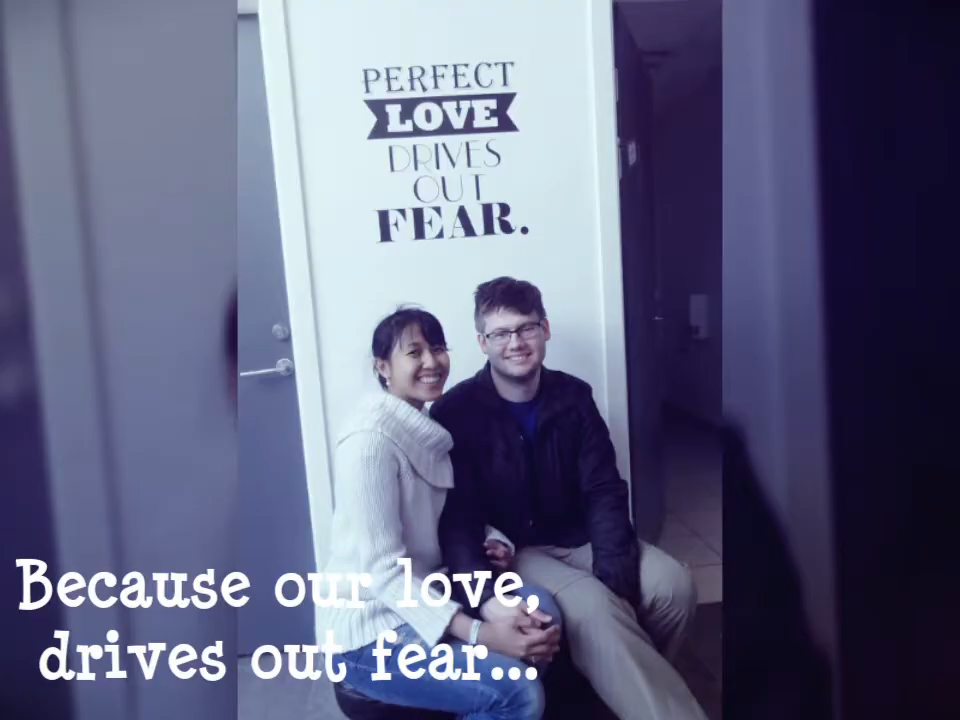 PERFECT
LOVE
DRIVES
OUT
FEAR.
Because our love,
drives out fear...